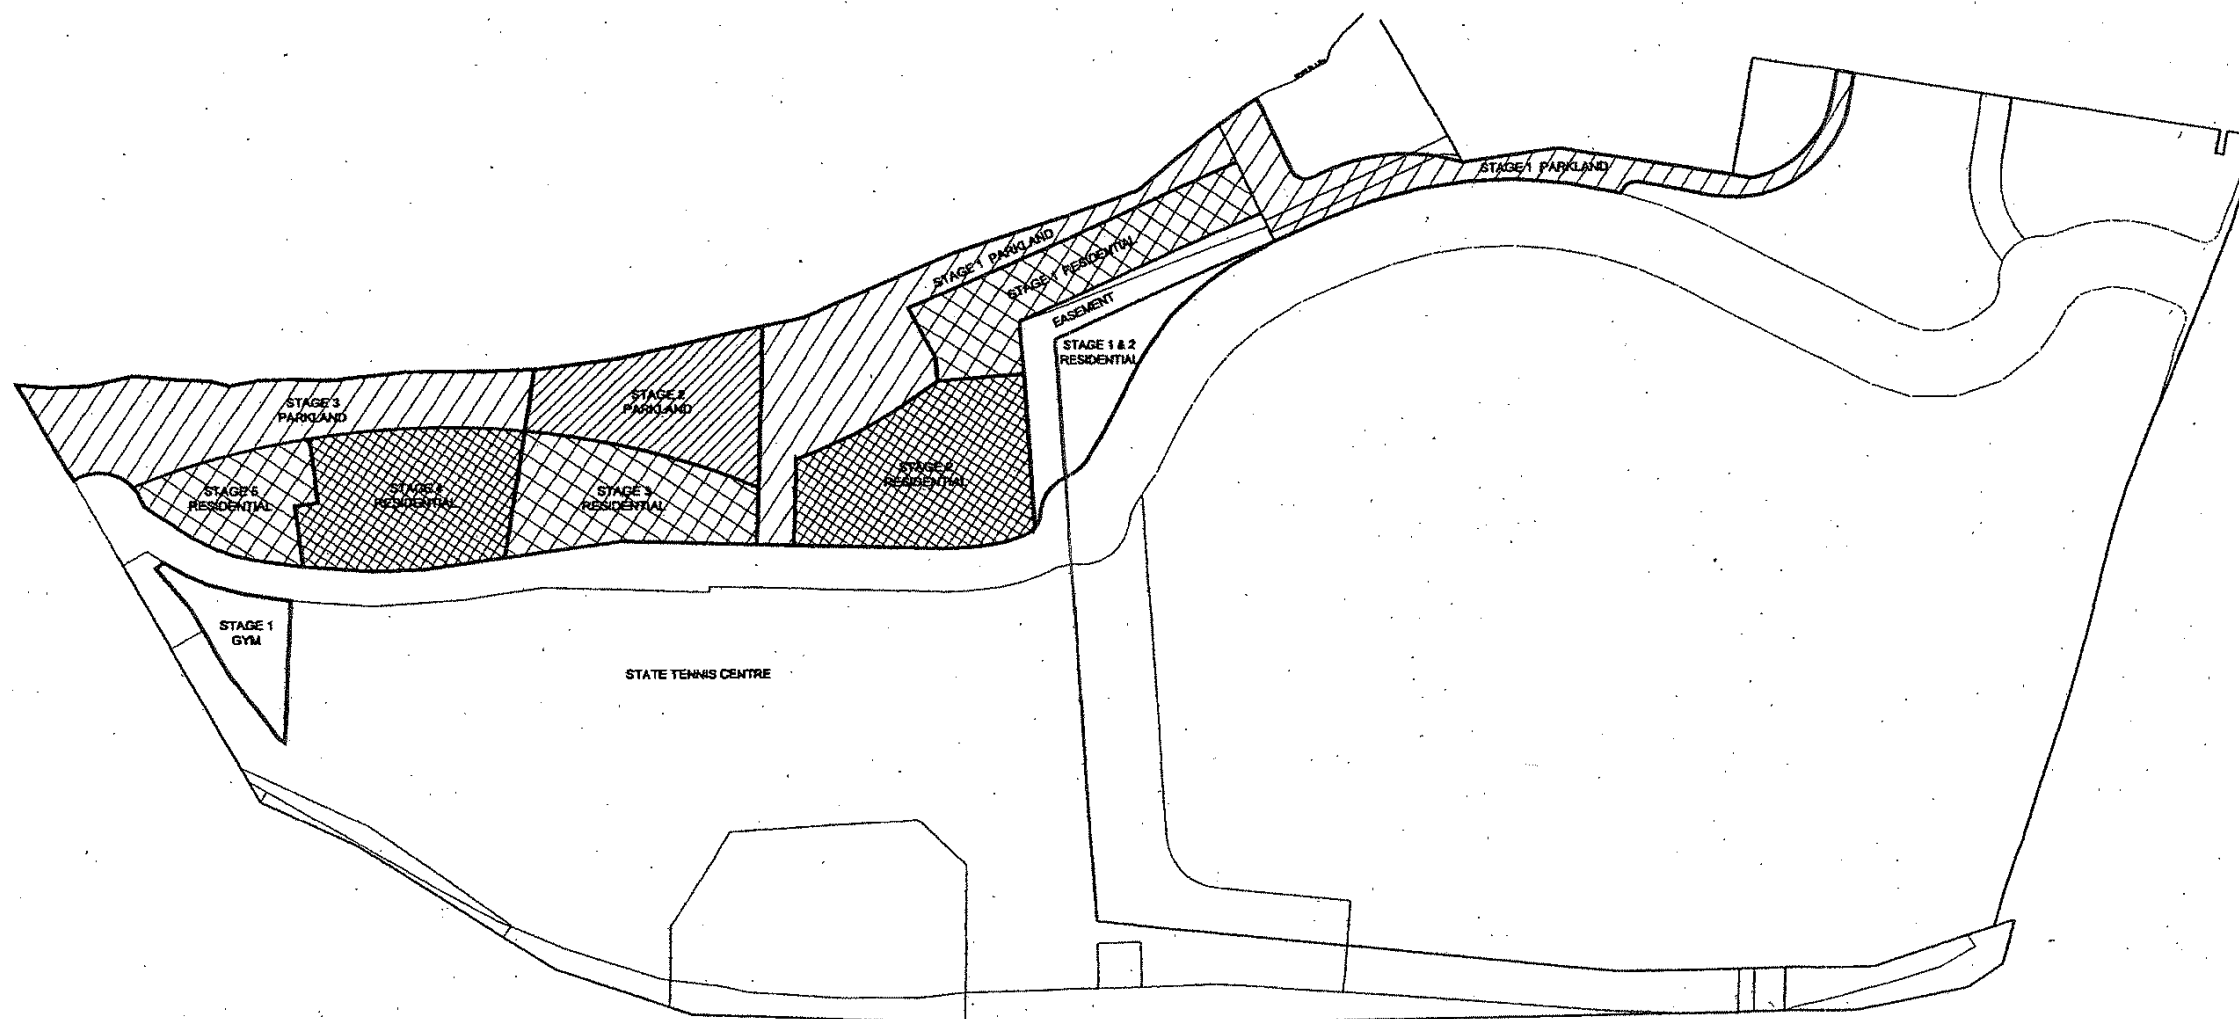 STAGE 1 PARKLAND
STAGE 1 PARKLAND
STAGE 1 RESIDENTIAL
EASEMENT
STAGE 1 & 2
RESIDENTIAL
STAGE 3
PARKLAND
STAGE 2
PARKLAND
STAGE 2
RESIDENTIAL
STAGE 5
RESIDENTIAL
STAGE 4
RESIDENTIAL
STAGE 3
RESIDENTIAL
STAGE 1
GYM
STATE TENNIS CENTRE